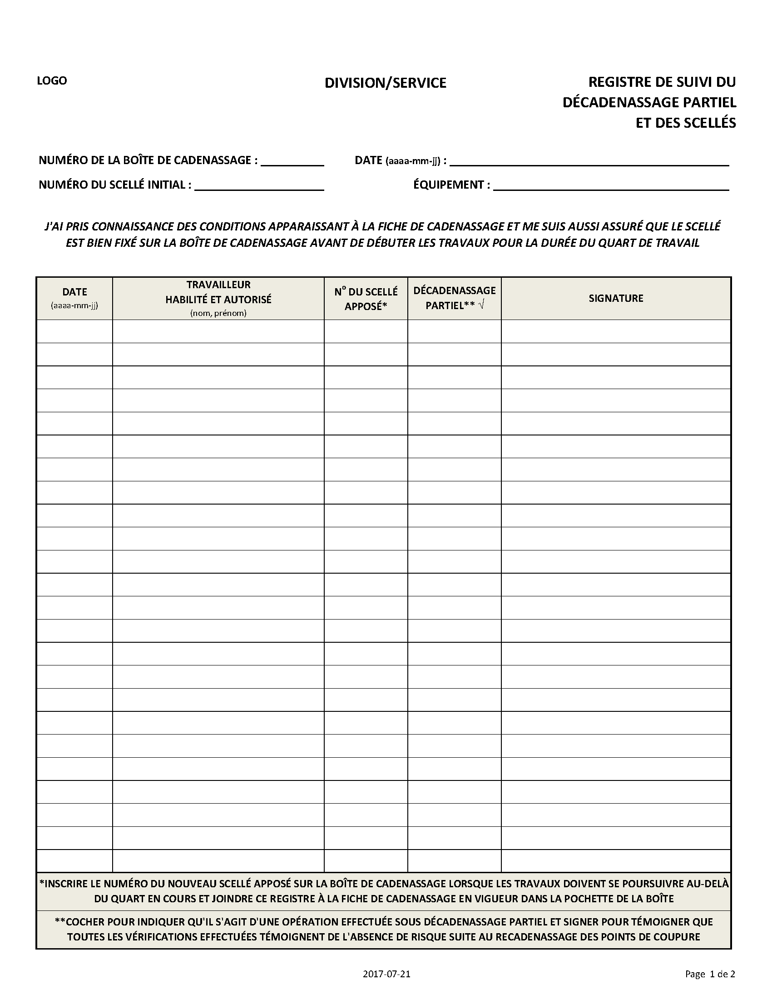 LOGO
DIVISION/SERVICE
REGISTRE DE SUIVI DU
DÉCADENASSAGE PARTIEL
ET DES SCELLÉS
NUMÉRO DE LA BOÎTE DE CADENASSAGE :
DATE (aaaa-mm-jj) :
NUMÉRO DU SCELLÉ INITIAL :
ÉQUIPEMENT :
J'AI PRIS CONNAISSANCE DES CONDITIONS APPARAISSANT À LA FICHE DE CADENASSAGE ET ME SUIS AUSSI ASSURÉ QUE LE SCELLÉ
EST BIEN FIXÉ SUR LA BOÎTE DE CADENASSAGE AVANT DE DÉBUTER LES TRAVAUX POUR LA DURÉE DU QUART DE TRAVAIL
DATE
(aaaa-mm-jj)
TRAVAILLEUR
HABILITÉ ET AUTORISÉ
(nom, prénom)
Nº DU SCELLÉ
APPOSÉ*
DÉCADENASSAGE
PARTIEL** √
SIGNATURE
*INSCRIRE LE NUMÉRO DU NOUVEAU SCELLÉ APPOSÉ SUR LA BOÎTE DE CADENASSAGE LORSQUE LES TRAVAUX DOIVENT SE POURSUIVRE AU-DELÀ
DU QUART EN COURS ET JOINDRE CE REGISTRE À LA FICHE DE CADENASSAGE EN VIGUEUR DANS LA POCHETTE DE LA BOÎTE
**COCHER POUR INDIQUER QU'IL S'AGIT D'UNE OPÉRATION EFFECTUÉE SOUS DÉCADENASSAGE PARTIEL ET SIGNER POUR TÉMOIGNER QUE
TOUTES LES VÉRIFICATIONS EFFECTUÉES TÉMOIGNENT DE L'ABSENCE DE RISQUE SUITE AU RECADENASSAGE DES POINTS DE COUPURE
2017-07-21
Page 1 de 2